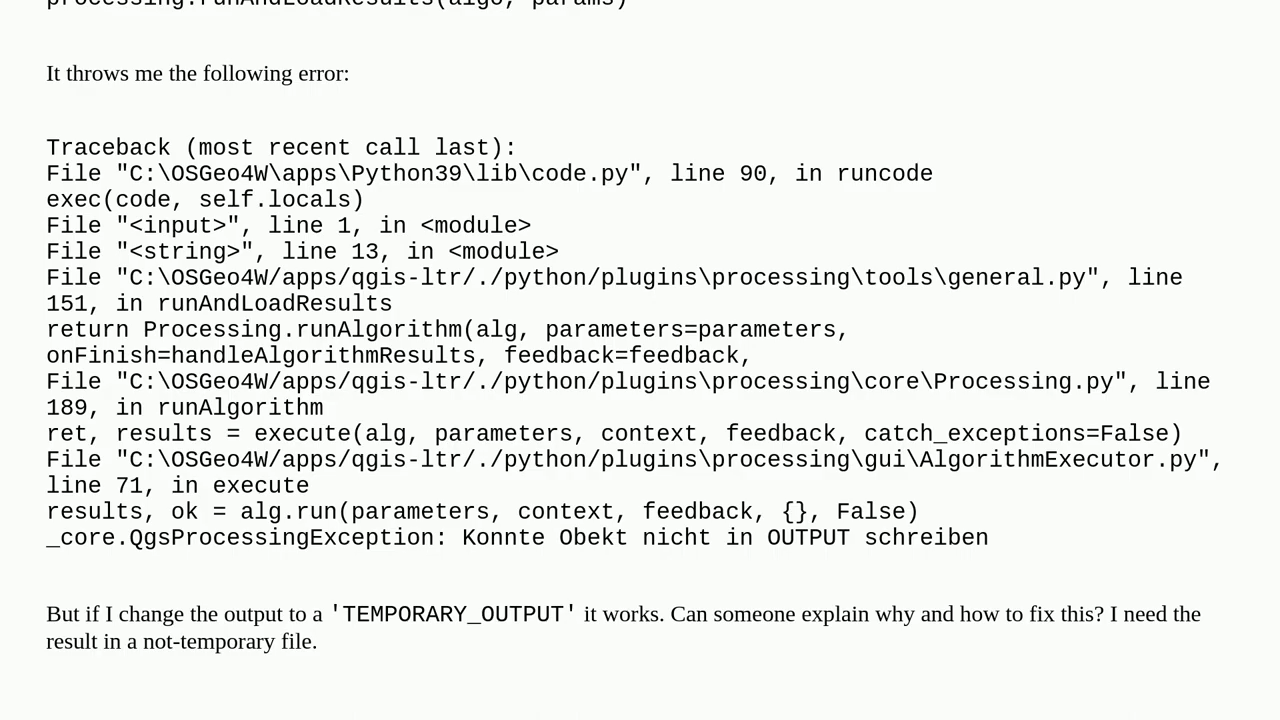 processing.runAndLoadResults(algo, params)
It throws me the following error:
Traceback (most recent call last):
File "C:\OSGeo4W\apps\Python39\lib\code.py", line 90, in runcode
exec(code, self.locals)
File "<input>", line 1, in <module>
File "<string>", line 13, in <module>
File "C:\OSGeo4W/apps/qgis-ltr/./python/plugins\processing\tools\general.py", line
151, in runAndLoadResults
return Processing.runAlgorithm(alg, parameters=parameters,
onFinish=handleAlgorithmResults, feedback=feedback,
File "C:\OSGeo4W/apps/qgis-ltr/./python/plugins\processing\core\Processing.py", line
189, in runAlgorithm
ret, results = execute(alg, parameters, context, feedback, catch_exceptions=False)
File "C:\OSGeo4W/apps/qgis-ltr/./python/plugins\processing\gui\AlgorithmExecutor.py",
line 71, in execute
results, ok = alg.run(parameters, context, feedback, {}, False)
_core.QgsProcessingException: Konnte Obekt nicht in OUTPUT schreiben
But if I change the output to a 'TEMPORARY_OUTPUT' it works. Can someone explain why and how to fix this? I need the
result in a not-temporary file.